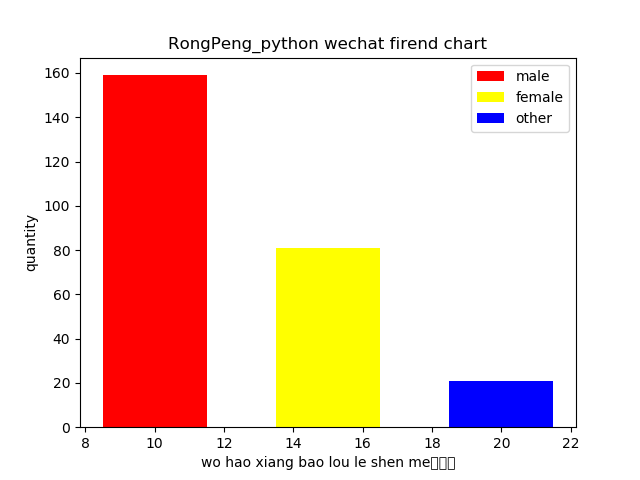 RongPeng_python wechat firend chart
male
female
other
quantity
160
140
120
100
80
60
40
20
0
8 10 12 14 16 18 20 22
wo hao xiang bao lou le shen me